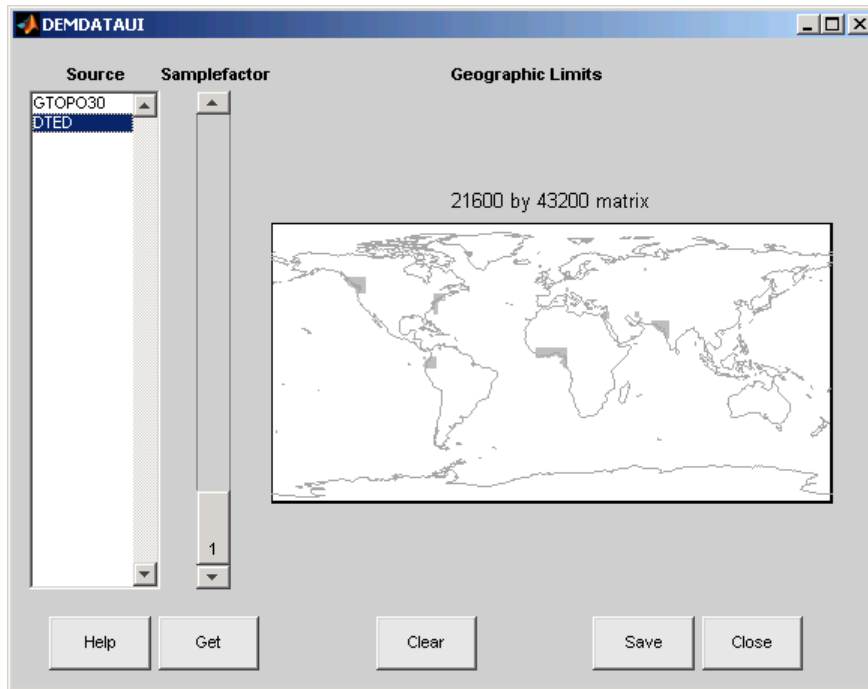 DEMDATAUI
Source Samplefactor Geographic Limits
GTOPO30
DTED
21600 by 43200 matrix
1
Help Get Clear Save Close